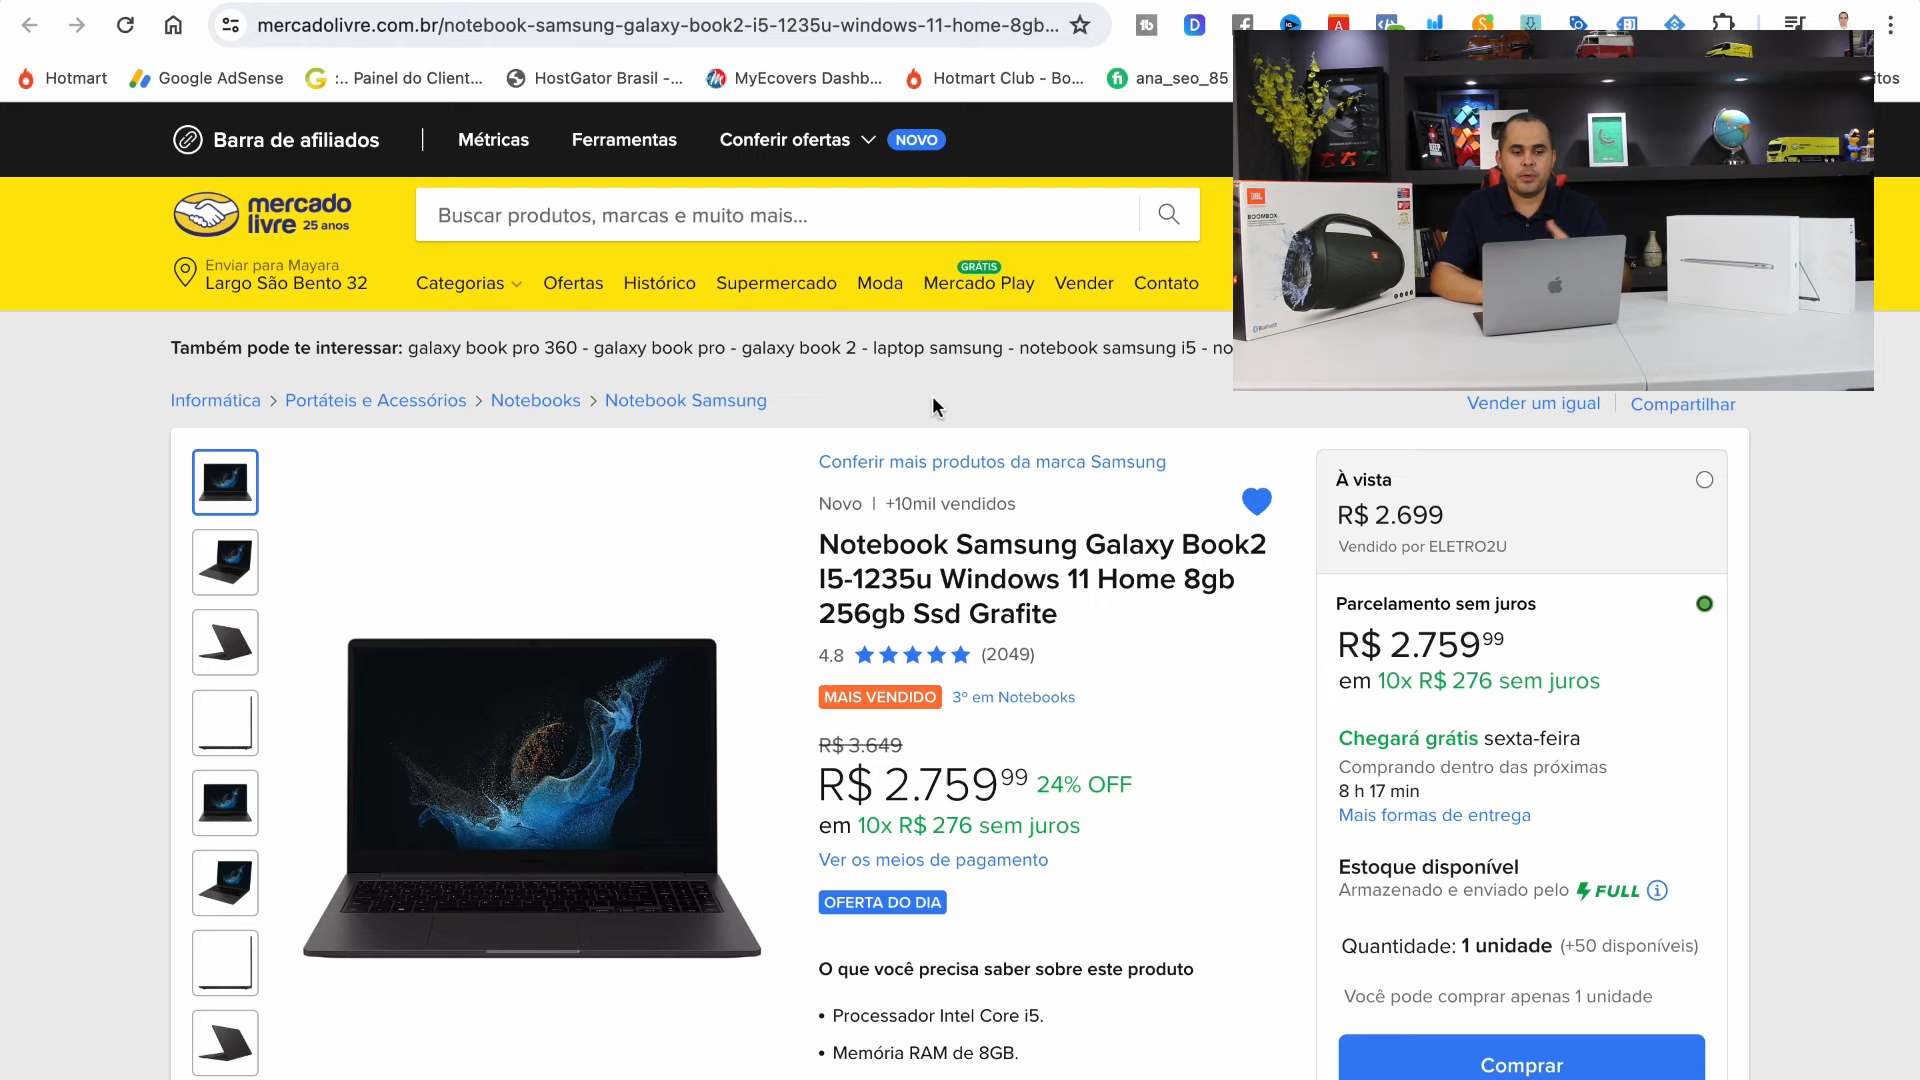 mercadolivre.com.br/notebook-samsung-galaxy-book2-i5-1235u-windows-11-home-8gb...
Hotmart
Google AdSense
:.. Painel do Client...
HostGator Brasil -...
MyEcovers Dashb...
Hotmart Club - Bo...
ana_seo_85
itos
Barra de afiliados
Métricas
Ferramentas
Conferir ofertas
NOVO
mercado
livre 25 anos
Buscar produtos, marcas e muito mais...
Enviar para Mayara
Largo São Bento 32
Categorias
Ofertas
Histórico
Supermercado
Moda
GRÁTIS
Mercado Play
Vender
Contato
JBL
BOOMBOX
Bluetooth
Também pode te interessar: galaxy book pro 360 - galaxy book pro - galaxy book 2 - laptop samsung - notebook samsung i5 - no
Informática > Portáteis e Acessórios > Notebooks > Notebook Samsung
Vender um igual
Compartilhar
Conferir mais produtos da marca Samsung
Novo | +10mil vendidos
Notebook Samsung Galaxy Book2
I5-1235u Windows 11 Home 8gb
256gb Ssd Grafite
4.8 (2049)
MAIS VENDIDO 3º em Notebooks
R$ 3.649
R$ 2.759 99 24% OFF
em 10x R$ 276 sem juros
Ver os meios de pagamento
OFERTA DO DIA
O que você precisa saber sobre este produto
• Processador Intel Core i5.
• Memória RAM de 8GB.
À vista
R$ 2.699
Vendido por ELETRO2U
Parcelamento sem juros
R$ 2.759 99
em 10x R$ 276 sem juros
Chegará grátis sexta-feira
Comprando dentro das próximas
8 h 17 min
Mais formas de entrega
Estoque disponível
Armazenado e enviado pelo FULL
Quantidade: 1 unidade (+50 disponíveis)
Você pode comprar apenas 1 unidade
Comprar